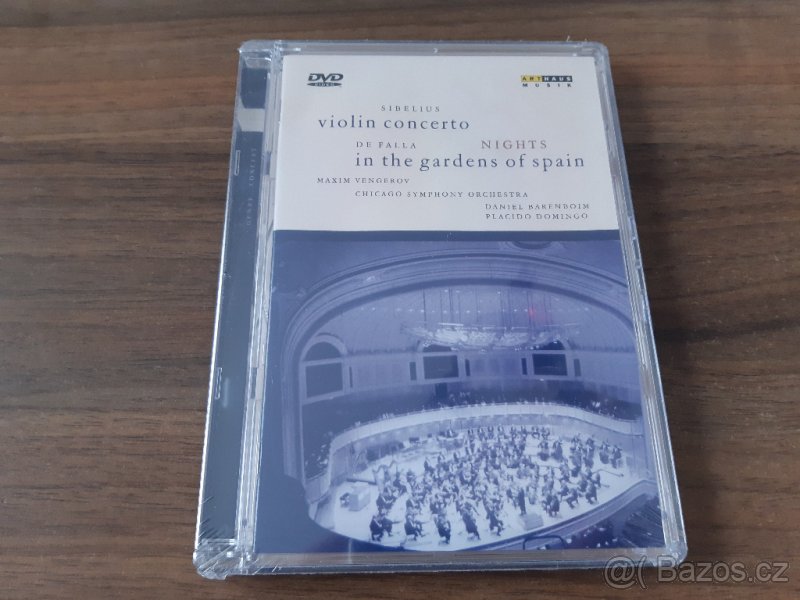 DVD
VIDEO
ARTHAUS
MUSIK
SIBELIUS
violin concerto
DE FALLA NIGHTS
in the gardens of spain
MAXIM VENGEROV
CHICAGO SYMPHONY ORCHESTRA
DANIEL BARENBOIM
PLACIDO DOMINGO
@( Bazos.cz